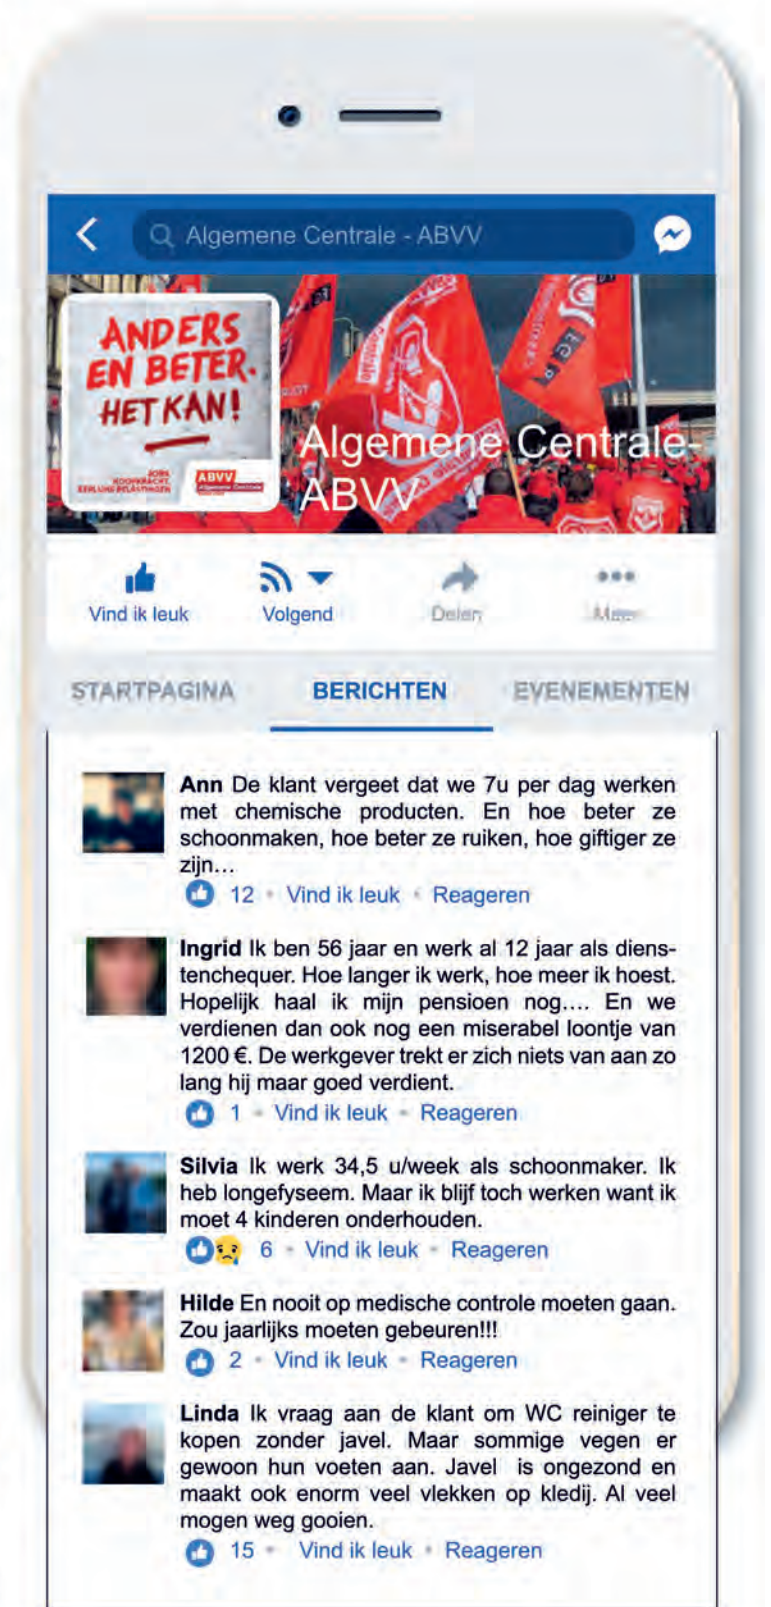 Algemene Centrale - ABVV
ANDERS
EN BETER.
HET KAN!
JOBS,
KOOPKRACHT,
EERLIJKE BELASTINGEN
ABVV
Algemene Centrale
Algemene Centrale-
ABVV
Vind ik leuk
Volgend
Delen
Meer
STARTPAGINA
BERICHTEN
EVENEMENTEN
Ann De klant vergeet dat we 7u per dag werken
met chemische producten. En hoe beter ze
schoonmaken, hoe beter ze ruiken, hoe giftiger ze
zijn…
12 • Vind ik leuk • Reageren
Ingrid Ik ben 56 jaar en werk al 12 jaar als diens-
tenchequer. Hoe langer ik werk, hoe meer ik hoest.
Hopelijk haal ik mijn pensioen nog…. En we
verdienen dan ook nog een miserabel loontje van
1200 €. De werkgever trekt er zich niets van aan zo
lang hij maar goed verdient.
1 • Vind ik leuk • Reageren
Silvia Ik werk 34,5 u/week als schoonmaker. Ik
heb longefyseem. Maar ik blijf toch werken want ik
moet 4 kinderen onderhouden.
6 • Vind ik leuk • Reageren
Hilde En nooit op medische controle moeten gaan.
Zou jaarlijks moeten gebeuren!!!
2 • Vind ik leuk • Reageren
Linda Ik vraag aan de klant om WC reiniger te
kopen zonder javel. Maar sommige vegen er
gewoon hun voeten aan. Javel is ongezond en
maakt ook enorm veel vlekken op kledij. Al veel
mogen weg gooien.
15 • Vind ik leuk • Reageren